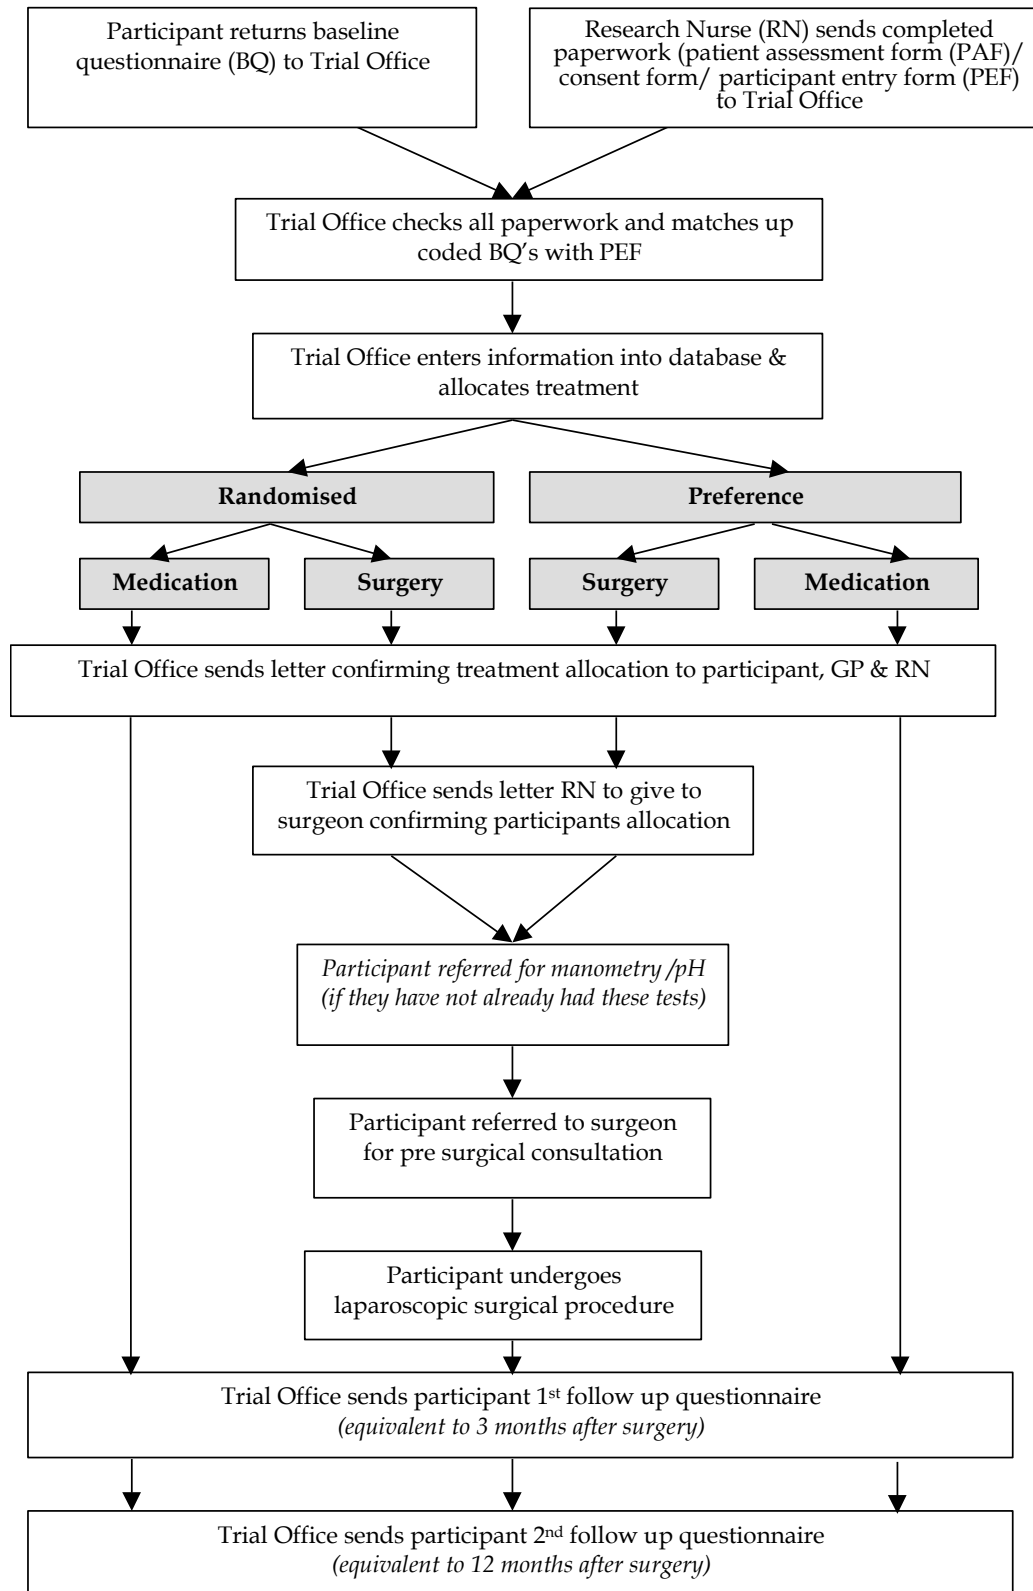 Participant returns baseline
questionnaire (BQ) to Trial Office
Research Nurse (RN) sends completed
paperwork (patient assessment form (PAF)/
consent form/ participant entry form (PEF)
to Trial Office
Trial Office checks all paperwork and matches up
coded BQ's with PEF
Trial Office enters information into database &
allocates treatment
Randomised
Preference
Medication
Surgery
Surgery
Medication
Trial Office sends letter confirming treatment allocation to participant, GP & RN
Trial Office sends letter RN to give to
surgeon confirming participants allocation
Participant referred for manometry /pH
(if they have not already had these tests)
Participant referred to surgeon
for pre surgical consultation
Participant undergoes
laparoscopic surgical procedure
Trial Office sends participant 1st follow up questionnaire
(equivalent to 3 months after surgery)
Trial Office sends participant 2nd follow up questionnaire
(equivalent to 12 months after surgery)